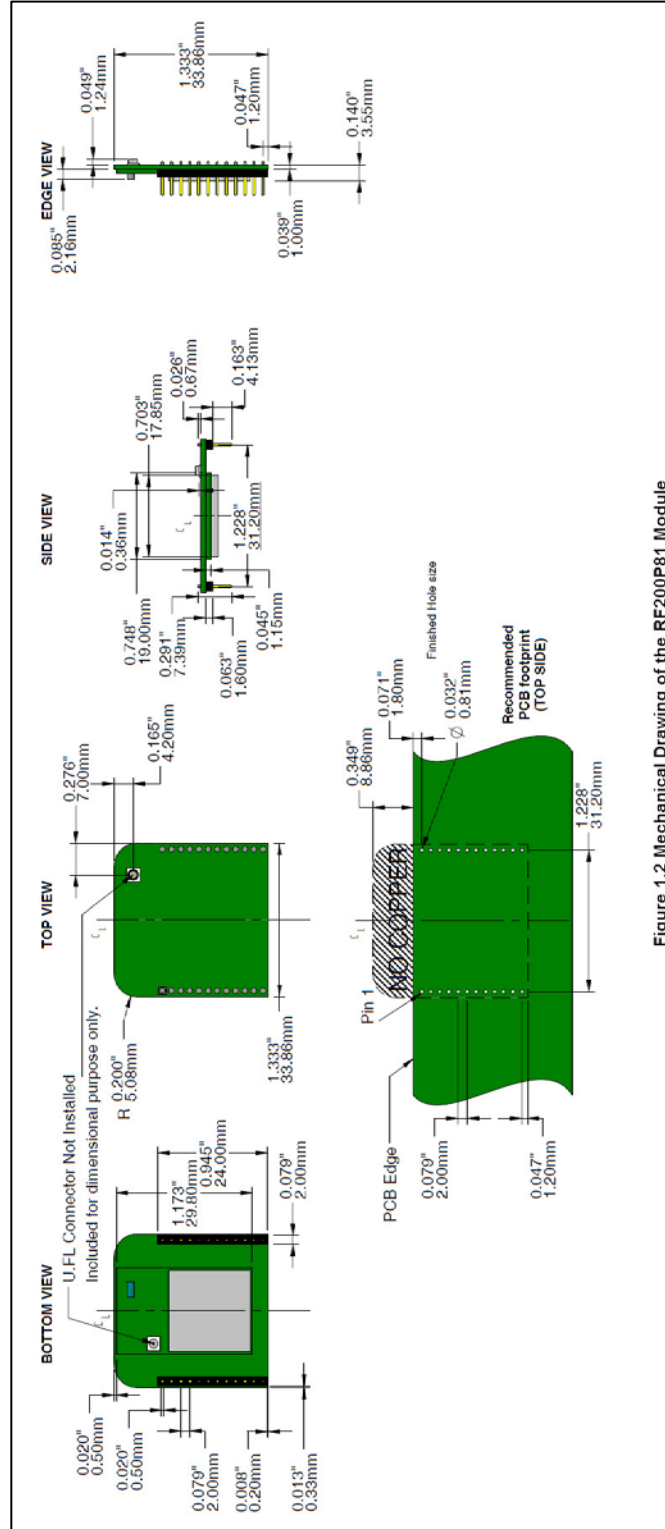 BOTTOM VIEW
0.020"
0.50mm
0.020"
0.50mm
0.079"
2.00mm
0.008"
0.20mm
0.013"
0.33mm
C
L
U.FL Connector Not Installed
Included for dimensional purpose only.
1.173"
29.80mm
0.945"
24.00mm
0.079"
2.00mm
TOP VIEW
R 0.200"
5.08mm
C
L
0.276"
7.00mm
0.165"
4.20mm
1.333"
33.86mm
SIDE VIEW
0.748"
19.00mm
0.014"
0.36mm
0.703"
17.85mm
0.026"
0.67mm
0.163"
4.13mm
C
L
0.291"
7.39mm
0.063"
1.60mm
0.045"
1.15mm
1.228"
31.20mm
EDGE VIEW
0.085"
2.16mm
0.049"
1.24mm
1.333"
33.86mm
0.047"
1.20mm
0.039"
1.00mm
0.140"
3.55mm
PCB Edge
Pin 1
C
L
NO COPPER
0.349"
8.86mm
0.071"
1.80mm
Finished Hole size
Ø 0.032"
0.81mm
0.079"
2.00mm
0.047"
1.20mm
1.228"
31.20mm
Recommended
PCB footprint
(TOP SIDE)
Figure 1.2 Mechanical Drawing of the RF200P81 Module